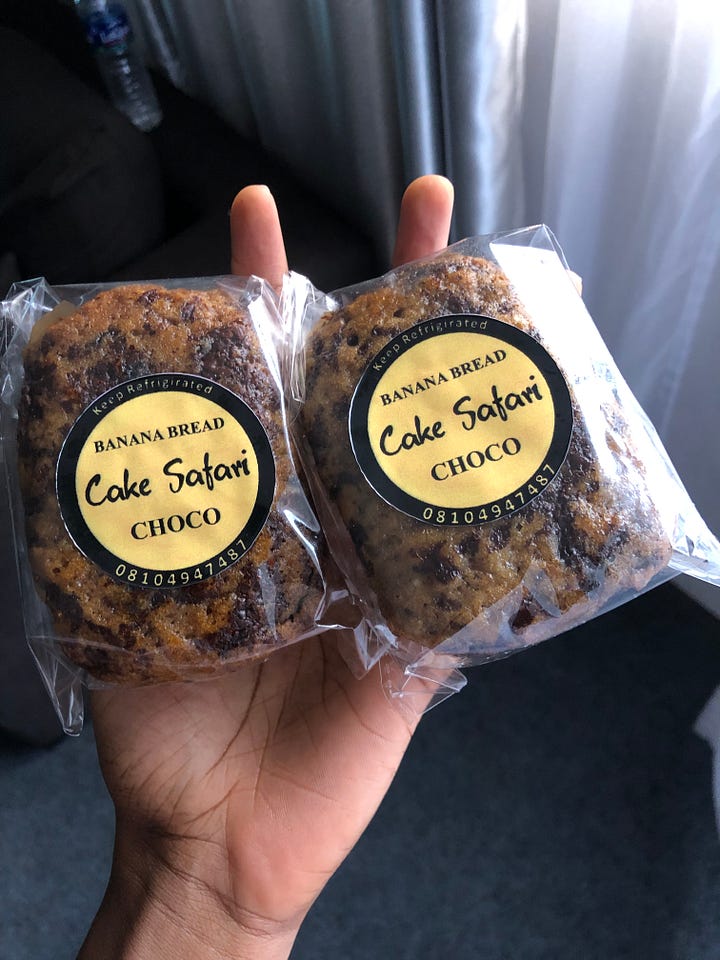 Keep Refrigirated
BANANA BREAD
Cake Safari
CHOCO
08104947487
Keep Refrigirated
BANANA BREAD
Cake Safari
CHOCO
08104947487